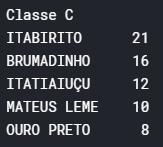 Classe C
ITABIRITO 21
BRUMADINHO 16
ITATIAIUÇU 12
MATEUS LEME 10
OURO PRETO 8